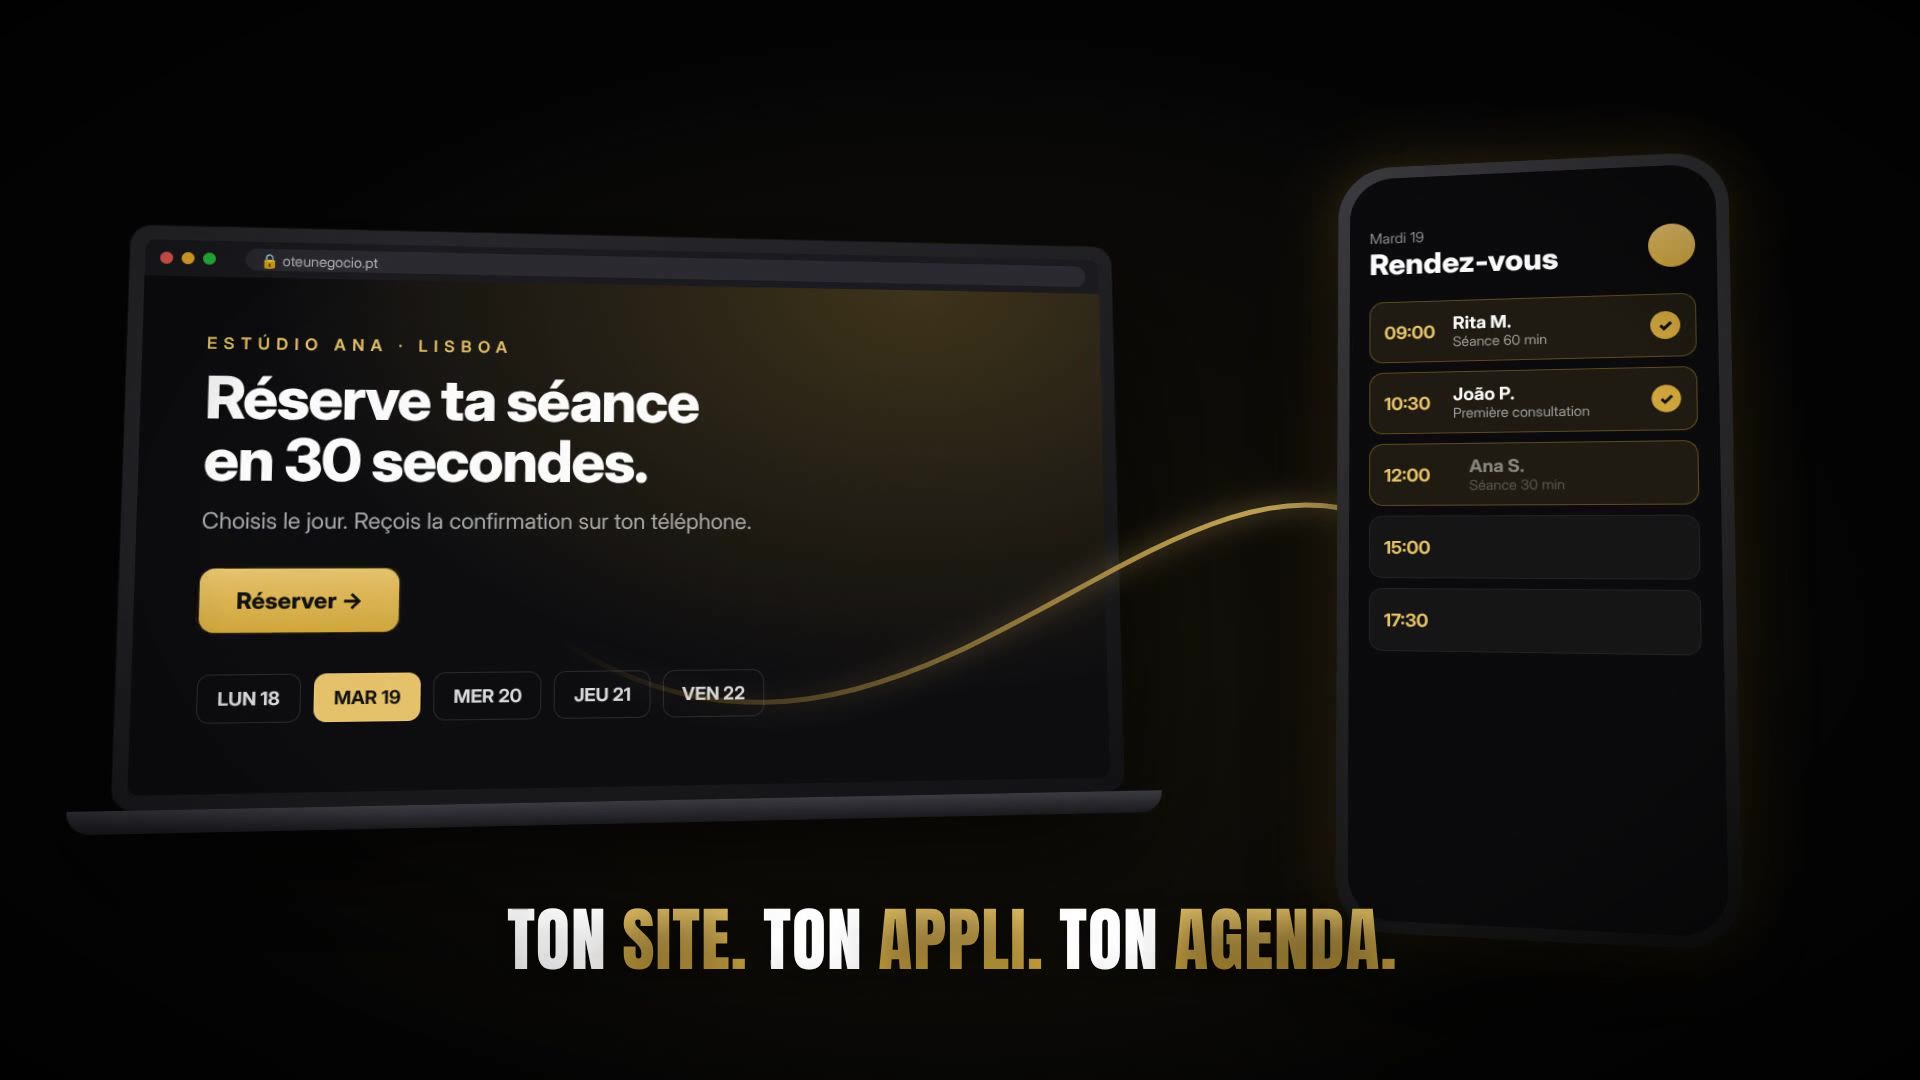 oteunegocio.pt
ESTÚDIO ANA · LISBOA
Réserve ta séance
en 30 secondes.
Choisis le jour. Reçois la confirmation sur ton téléphone.
Réserver →
LUN 18
MAR 19
MER 20
JEU 21
VEN 22
Mardi 19
Rendez-vous
09:00
Rita M.
Séance 60 min
10:30
João P.
Première consultation
12:00
Ana S.
Séance 30 min
15:00
17:30
TON SITE. TON APPLI. TON AGENDA.